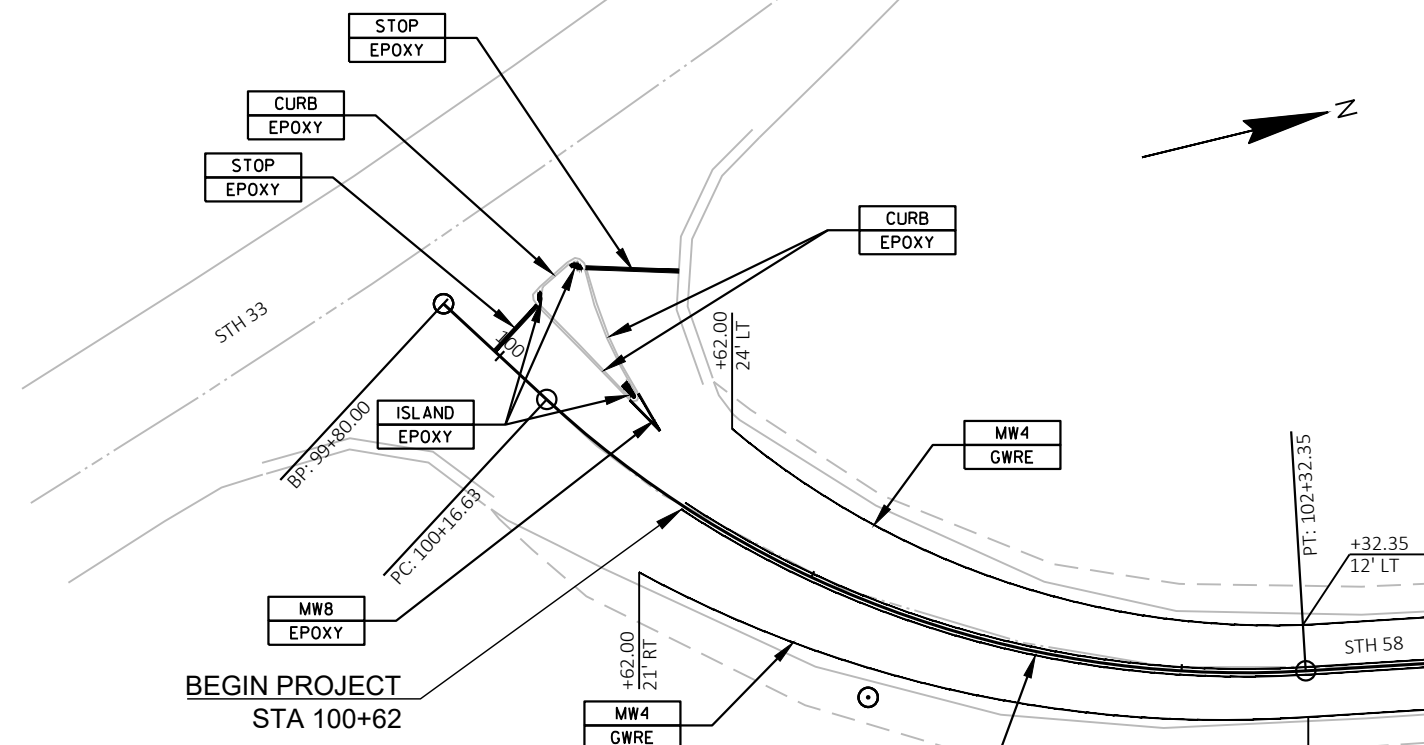 STOP
EPOXY
CURB
EPOXY
STOP
EPOXY
N
CURB
EPOXY
STH 33
100
+62.00
24' LT
ISLAND
EPOXY
BP: 99+80.00
MW4
GWRE
PC: 100+16.63
PT: 102+32.35
+32.35
12' LT
MW8
EPOXY
+62.00
21' RT
STH 58
BEGIN PROJECT
STA 100+62
MW4
GWRE